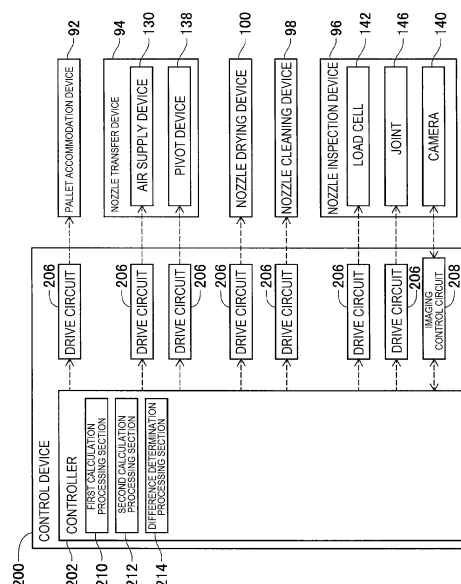 200
CONTROL DEVICE
202
CONTROLLER
210
FIRST CALCULATION
PROCESSING SECTION
212
SECOND CALCULATION
PROCESSING SECTION
214
DIFFERENCE DETERMINATION
PROCESSING SECTION
206
DRIVE CIRCUIT
206
DRIVE CIRCUIT
DRIVE CIRCUIT
206
206
DRIVE CIRCUIT
206
DRIVE CIRCUIT
206
DRIVE CIRCUIT
DRIVE CIRCUIT
206
IMAGING
CONTROL CIRCUIT
208
PALLET ACCOMMODATION DEVICE
92
NOZZLE TRANSFER DEVICE
94
AIR SUPPLY DEVICE
130
PIVOT DEVICE
138
NOZZLE DRYING DEVICE
100
NOZZLE CLEANING DEVICE
98
NOZZLE INSPECTION DEVICE
96
LOAD CELL
142
JOINT
146
CAMERA
140